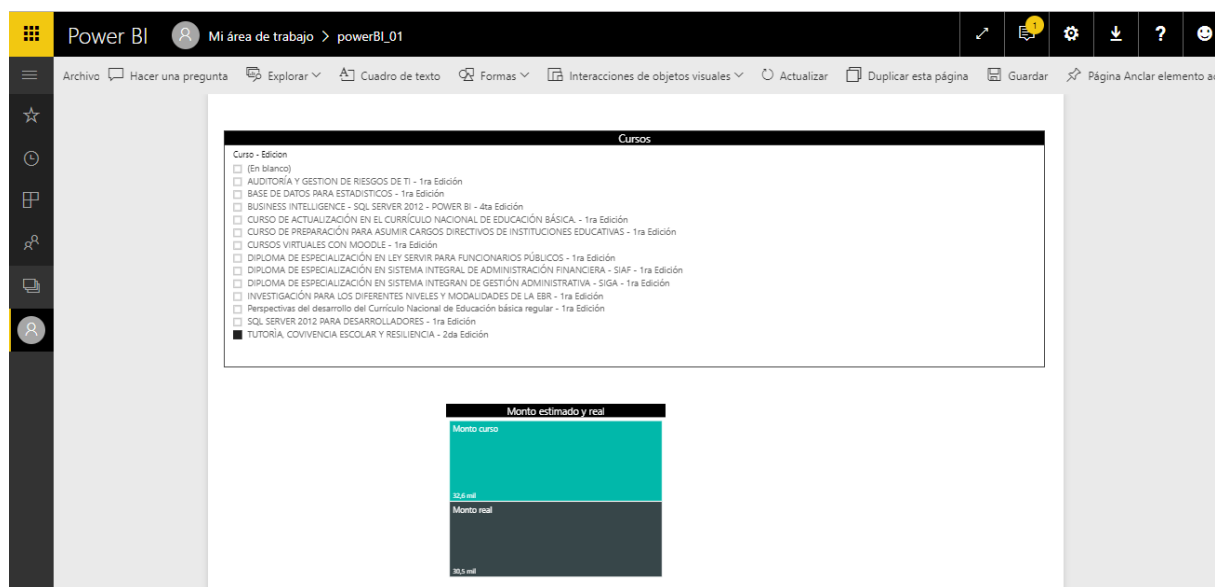 Power BI Mi área de trabajo > powerBI_01 1 ?
Archivo Hacer una pregunta Explorar Cuadro de texto Formas Interacciones de objetos visuales Actualizar Duplicar esta página Guardar Página Anclar elemento ac
Cursos
Curso - Edicion
(En blanco)
AUDITORÍA Y GESTION DE RIESGOS DE TI - 1ra Edición
BASE DE DATOS PARA ESTADISTICOS - 1ra Edición
BUSINESS INTELLIGENCE - SQL SERVER 2012 - POWER BI - 4ta Edición
CURSO DE ACTUALIZACIÓN EN EL CURRÍCULO NACIONAL DE EDUCACIÓN BÁSICA. - 1ra Edición
CURSO DE PREPARACIÓN PARA ASUMIR CARGOS DIRECTIVOS DE INSTITUCIONES EDUCATIVAS - 1ra Edición
CURSOS VIRTUALES CON MOODLE - 1ra Edición
DIPLOMA DE ESPECIALIZACIÓN EN LEY SERVIR PARA FUNCIONARIOS PÚBLICOS - 1ra Edición
DIPLOMA DE ESPECIALIZACIÓN EN SISTEMA INTEGRAL DE ADMINISTRACIÓN FINANCIERA - SIAF - 1ra Edición
DIPLOMA DE ESPECIALIZACIÓN EN SISTEMA INTEGRAN DE GESTIÓN ADMINISTRATIVA - SIGA - 1ra Edición
INVESTIGACIÓN PARA LOS DIFERENTES NIVELES Y MODALIDADES DE LA EBR - 1ra Edición
Perspectivas del desarrollo del Currículo Nacional de Educación básica regular - 1ra Edición
SQL SERVER 2012 PARA DESARROLLADORES - 1ra Edición
TUTORÍA, COVIVENCIA ESCOLAR Y RESILIENCIA - 2da Edición
Monto estimado y real
Monto curso
32,6 mil
Monto real
30,5 mil